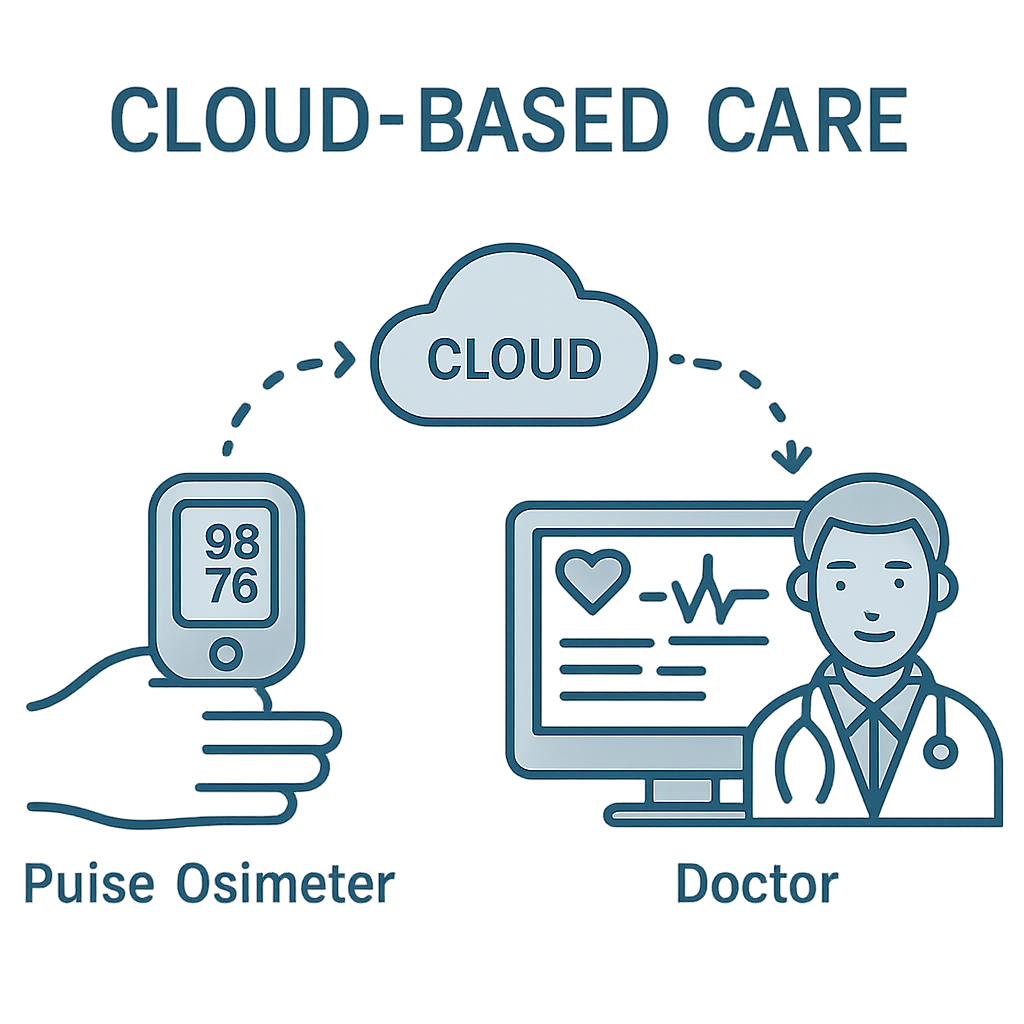 CLOUD-BASED CARE
CLOUD
98
76
Puise Osimeter
Doctor